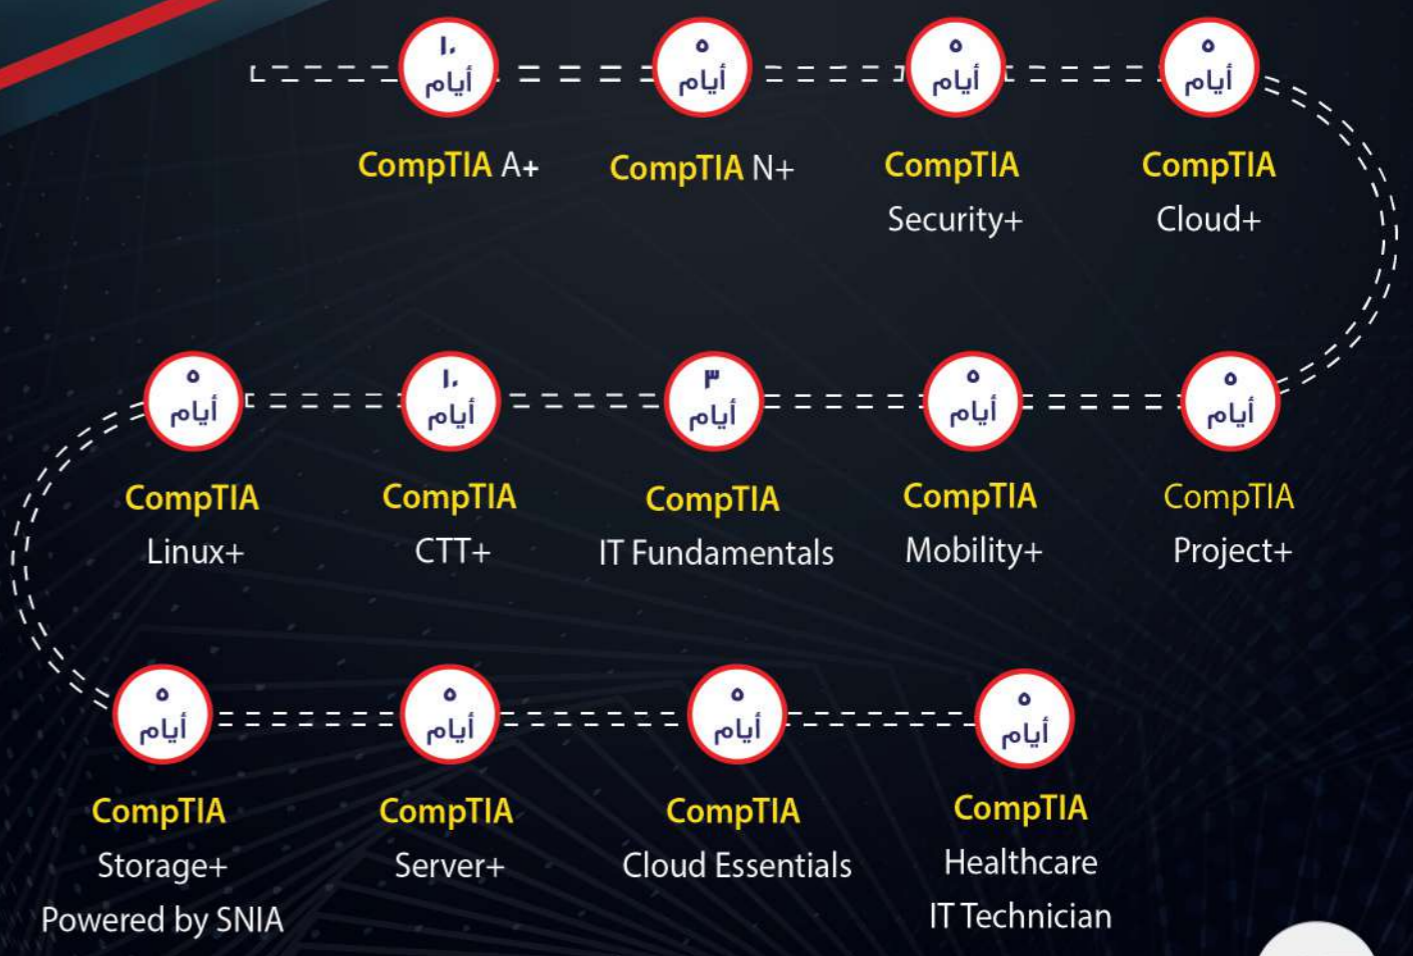 ١٠
أيام
CompTIA A+
٥
أيام
CompTIA N+
٥
أيام
CompTIA
Security+
٥
أيام
CompTIA
Cloud+
٥
أيام
CompTIA
Project+
٥
أيام
CompTIA
Mobility+
٣
أيام
CompTIA
IT Fundamentals
١٠
أيام
CompTIA
CTT+
٥
أيام
CompTIA
Linux+
٥
أيام
CompTIA
Storage+
Powered by SNIA
٥
أيام
CompTIA
Server+
٥
أيام
CompTIA
Cloud Essentials
٥
أيام
CompTIA
Healthcare
IT Technician